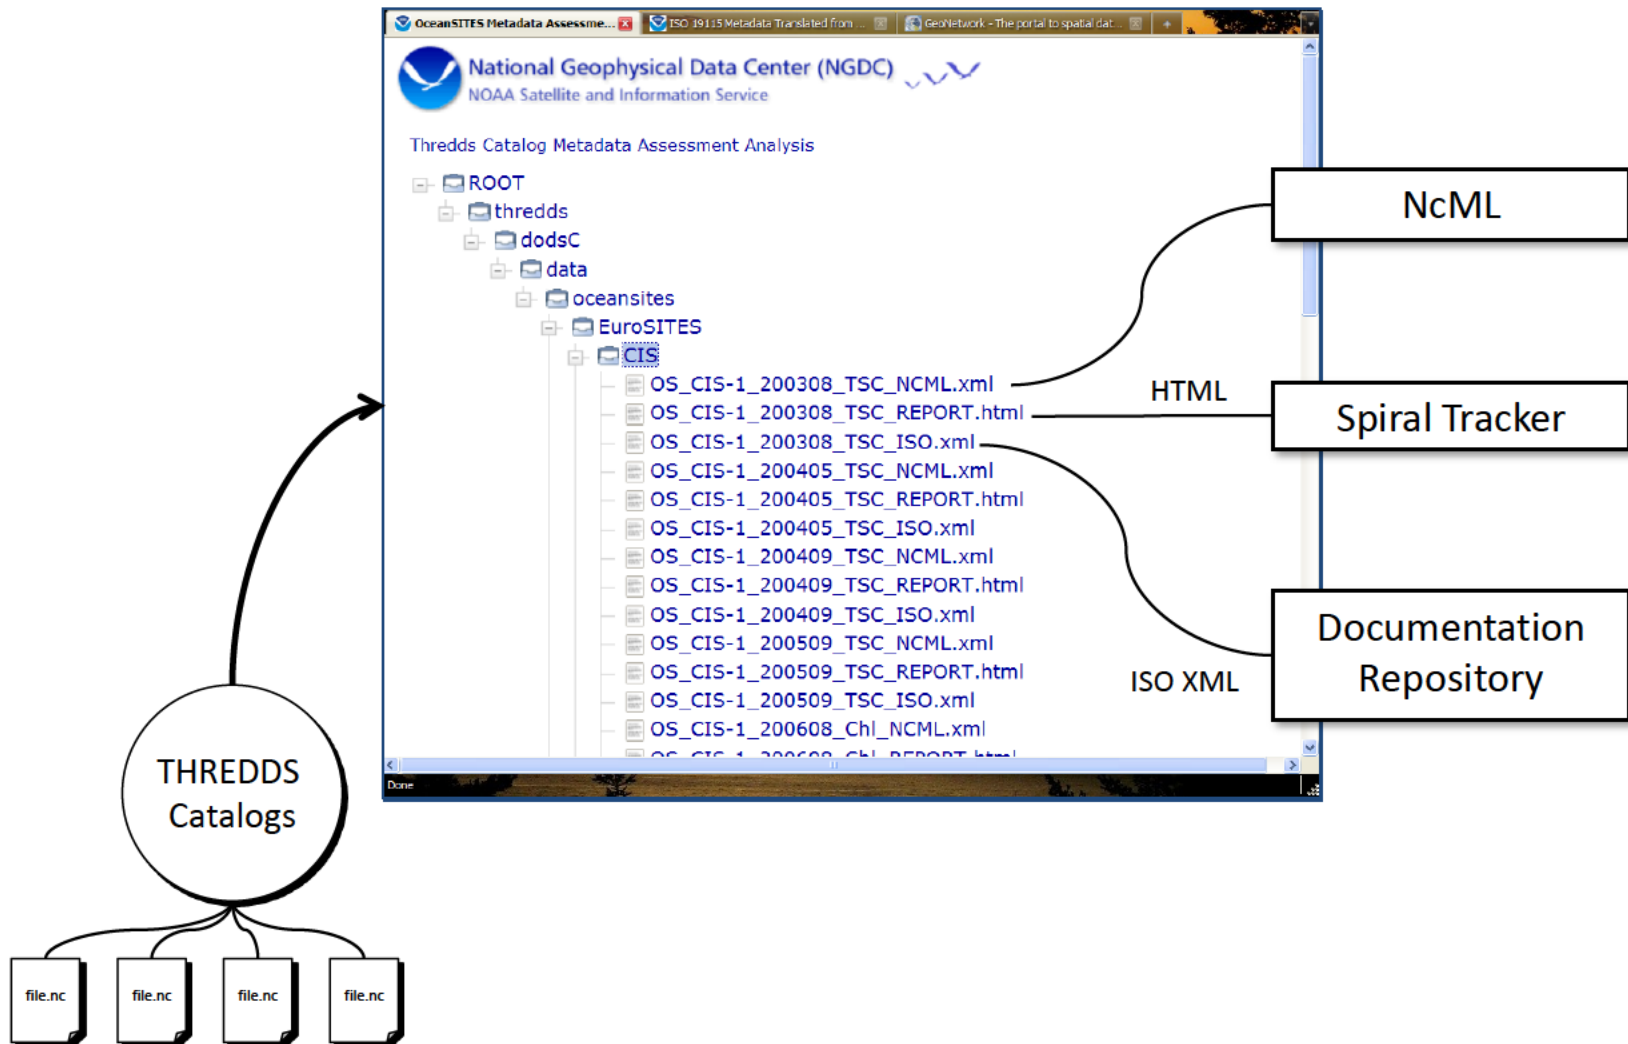 OceanSITES Metadata Assessme...
ISO 19115 Metadata Translated from ...
GeoNetwork - The portal to spatial dat...
National Geophysical Data Center (NGDC)
NOAA Satellite and Information Service
Thredds Catalog Metadata Assessment Analysis
ROOT
thredds
dodsC
data
oceansites
EuroSITES
CIS
OS_CIS-1_200308_TSC_NCML.xml
OS_CIS-1_200308_TSC_REPORT.html
OS_CIS-1_200308_TSC_ISO.xml
OS_CIS-1_200405_TSC_NCML.xml
OS_CIS-1_200405_TSC_REPORT.html
OS_CIS-1_200405_TSC_ISO.xml
OS_CIS-1_200409_TSC_NCML.xml
OS_CIS-1_200409_TSC_REPORT.html
OS_CIS-1_200409_TSC_ISO.xml
OS_CIS-1_200509_TSC_NCML.xml
OS_CIS-1_200509_TSC_REPORT.html
OS_CIS-1_200509_TSC_ISO.xml
OS_CIS-1_200608_Chl_NCML.xml
OS_CIS-1_200608_Chl_REPORT.html
Done
NcML
HTML
Spiral Tracker
ISO XML
Documentation
Repository
THREDDS
Catalogs
file.nc
file.nc
file.nc
file.nc